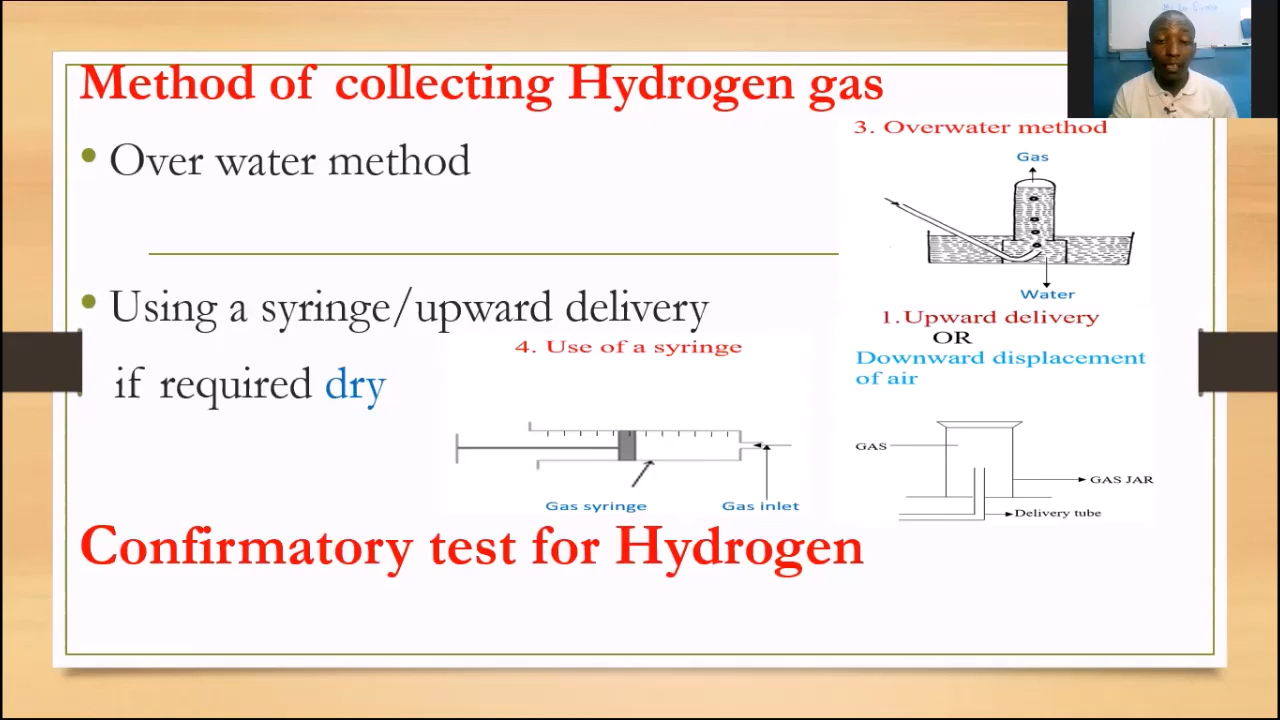 Method of collecting Hydrogen gas
• Over water method
3. Overwater method
Gas
Water
• Using a syringe/upward delivery
if required dry
4. Use of a syringe
Gas syringe
Gas inlet
1. Upward delivery
OR
Downward displacement
of air
GAS
GAS JAR
Delivery tube
Confirmatory test for Hydrogen